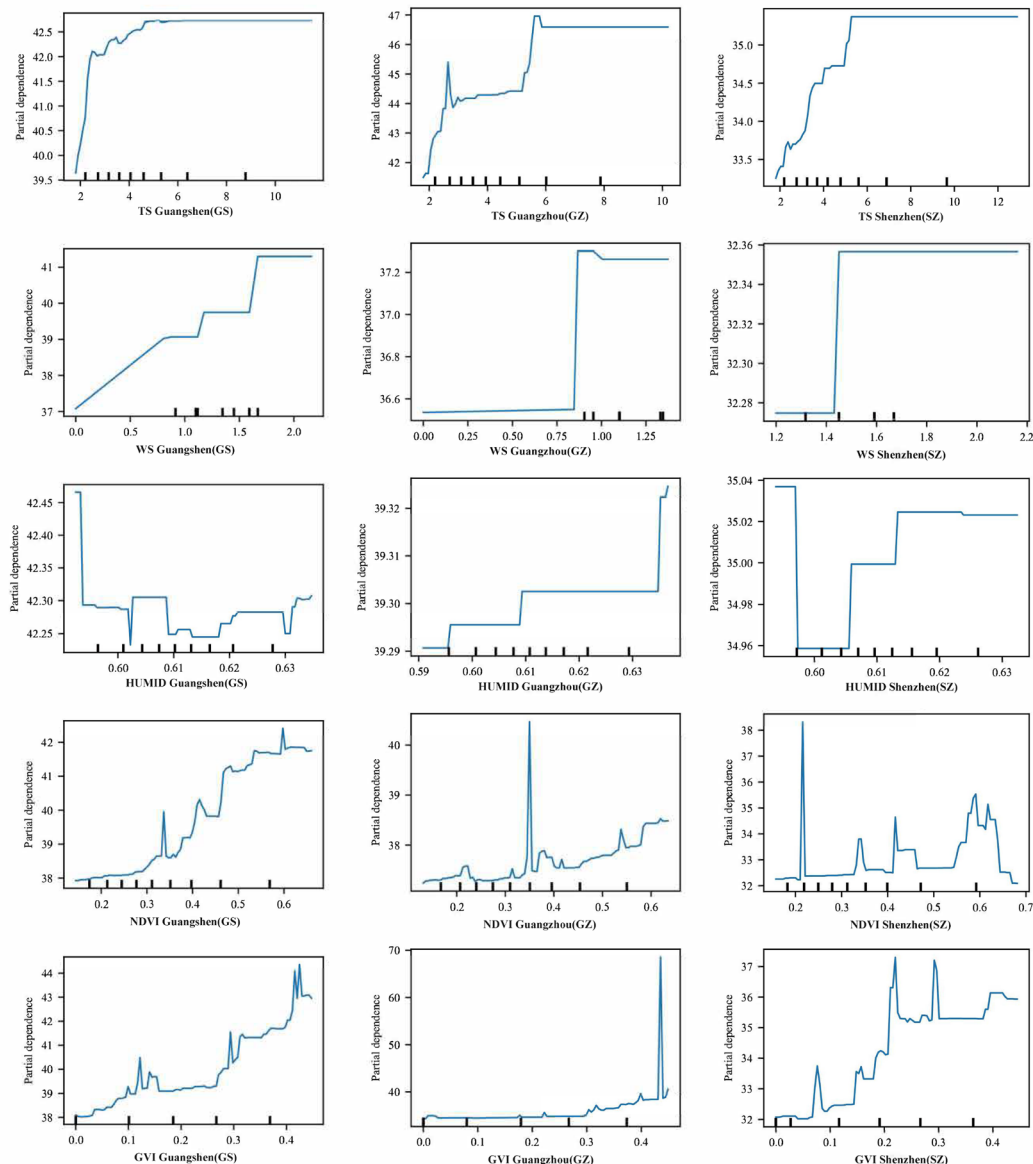 Partial dependence
42.5
42.0
41.5
41.0
40.5
40.0
39.5
2 4 6 8 10
TS Guangshen(GS)
Partial dependence
47
46
45
44
43
42
2 4 6 8 10
TS Guangzhou(GZ)
Partial dependence
35.0
34.5
34.0
33.5
2 4 6 8 10 12
TS Shenzhen(SZ)
Partial dependence
41
40
39
38
37
0.0 0.5 1.0 1.5 2.0
WS Guangshen(GS)
Partial dependence
37.2
37.0
36.8
36.6
0.00 0.25 0.50 0.75 1.00 1.25
WS Guangzhou(GZ)
Partial dependence
32.36
32.34
32.32
32.30
32.28
1.2 1.4 1.6 1.8 2.0 2.2
WS Shenzhen(SZ)
Partial dependence
42.45
42.40
42.35
42.30
42.25
0.60 0.61 0.62 0.63
HUMID Guangshen(GS)
Partial dependence
39.32
39.31
39.30
39.29
0.59 0.60 0.61 0.62 0.63
HUMID Guangzhou(GZ)
Partial dependence
35.04
35.02
35.00
34.98
34.96
0.60 0.61 0.62 0.63
HUMID Shenzhen(SZ)
Partial dependence
42
41
40
39
38
0.2 0.3 0.4 0.5 0.6
NDVI Guangshen(GS)
Partial dependence
40
39
38
0.2 0.3 0.4 0.5 0.6
NDVI Guangzhou(GZ)
Partial dependence
38
37
36
35
34
33
32
0.2 0.3 0.4 0.5 0.6 0.7
NDVI Shenzhen(SZ)
Partial dependence
44
43
42
41
40
39
38
0.0 0.1 0.2 0.3 0.4
GVI Guangshen(GS)
Partial dependence
70
60
50
40
0.0 0.1 0.2 0.3 0.4
GVI Guangzhou(GZ)
Partial dependence
37
36
35
34
33
32
0.0 0.1 0.2 0.3 0.4
GVI Shenzhen(SZ)